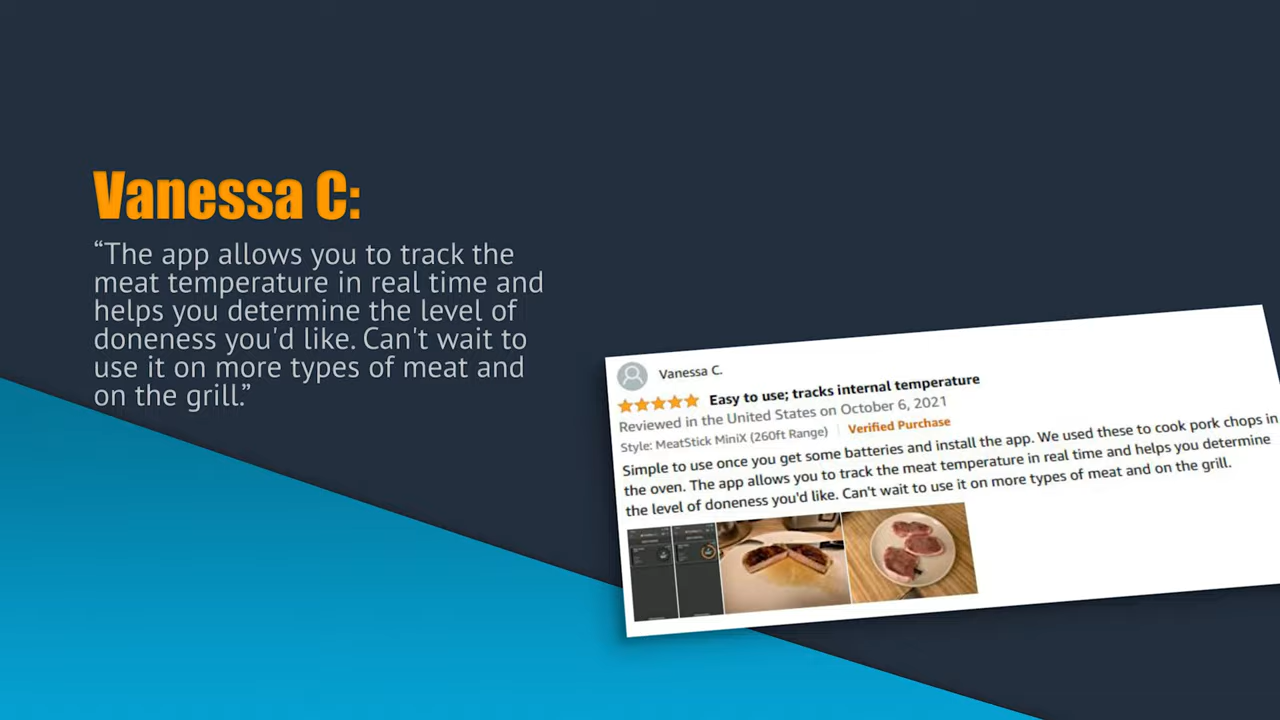 Vanessa C:
“The app allows you to track the
meat temperature in real time and
helps you determine the level of
doneness you'd like. Can't wait to
use it on more types of meat and
on the grill.”
Vanessa C.
Easy to use; tracks internal temperature
Reviewed in the United States on October 6, 2021
Style: MeatStick MiniX (260ft Range) | Verified Purchase
Simple to use once you get some batteries and install the app. We used these to cook pork chops in
the oven. The app allows you to track the meat temperature in real time and helps you determine
the level of doneness you'd like. Can't wait to use it on more types of meat and on the grill.